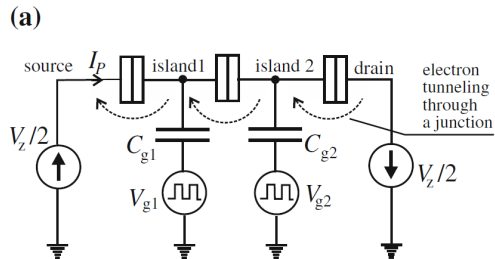 (a)
source
I_P
island1
island 2
drain
electron
tunneling
through
a junction
V_z/2
C_g1
C_g2
V_z/2
V_g1
V_g2